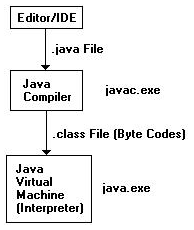 Editor/IDE
.java File
Java
Compiler
javac.exe
.class File (Byte Codes)
Java
Virtual
Machine
(Interpreter)
java.exe